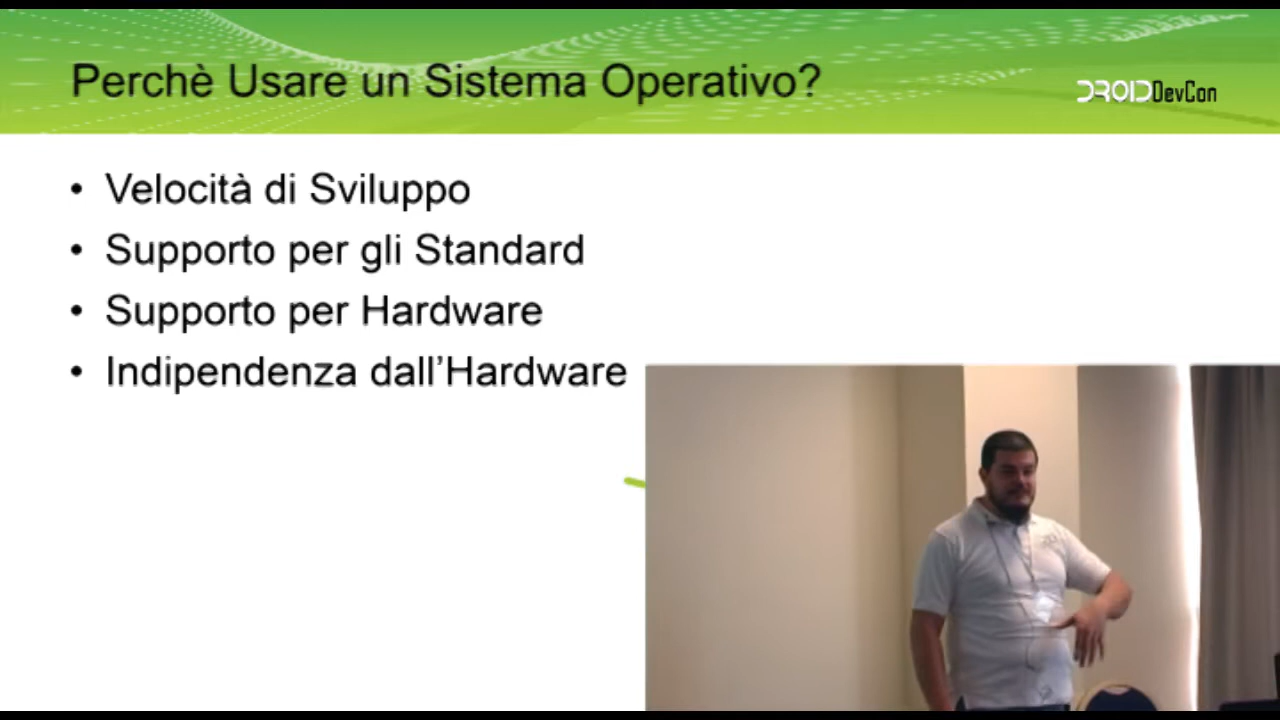 Perchè Usare un Sistema Operativo?
DROIDDevCon
• Velocità di Sviluppo
• Supporto per gli Standard
• Supporto per Hardware
• Indipendenza dall’Hardware